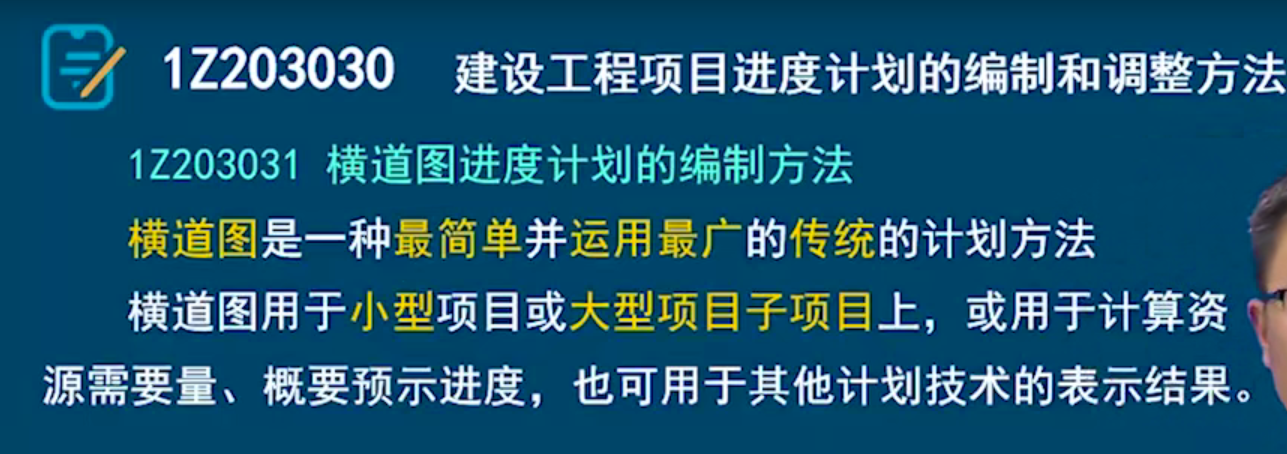 1Z203030 建设工程项目进度计划的编制和调整方法
1Z203031 横道图进度计划的编制方法
横道图是一种最简单并运用最广的传统的计划方法
横道图用于小型项目或大型项目子项目上，或用于计算资
源需要量、概要预示进度，也可用于其他计划技术的表示结果。